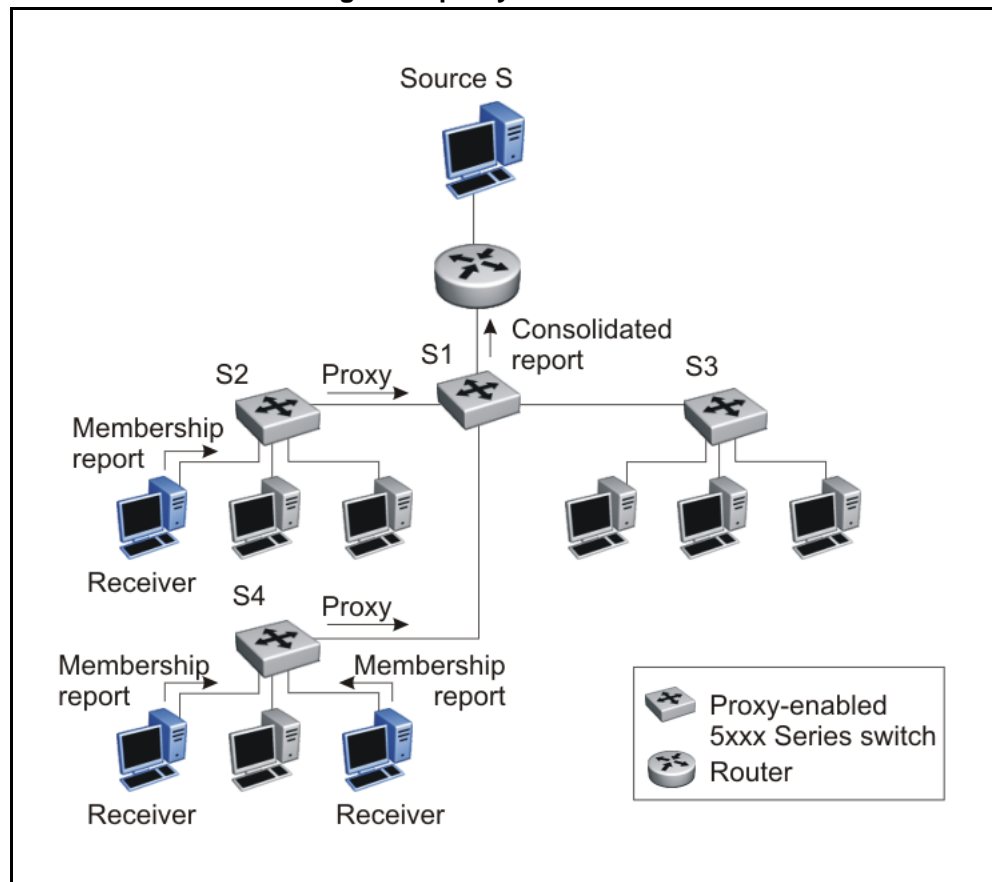 Source S
Consolidated
report
S1
S3
S2
Proxy
Membership
report
Receiver
S4
Proxy
Membership
report
Membership
report
Receiver
Receiver
Proxy-enabled
5xxx Series switch
Router